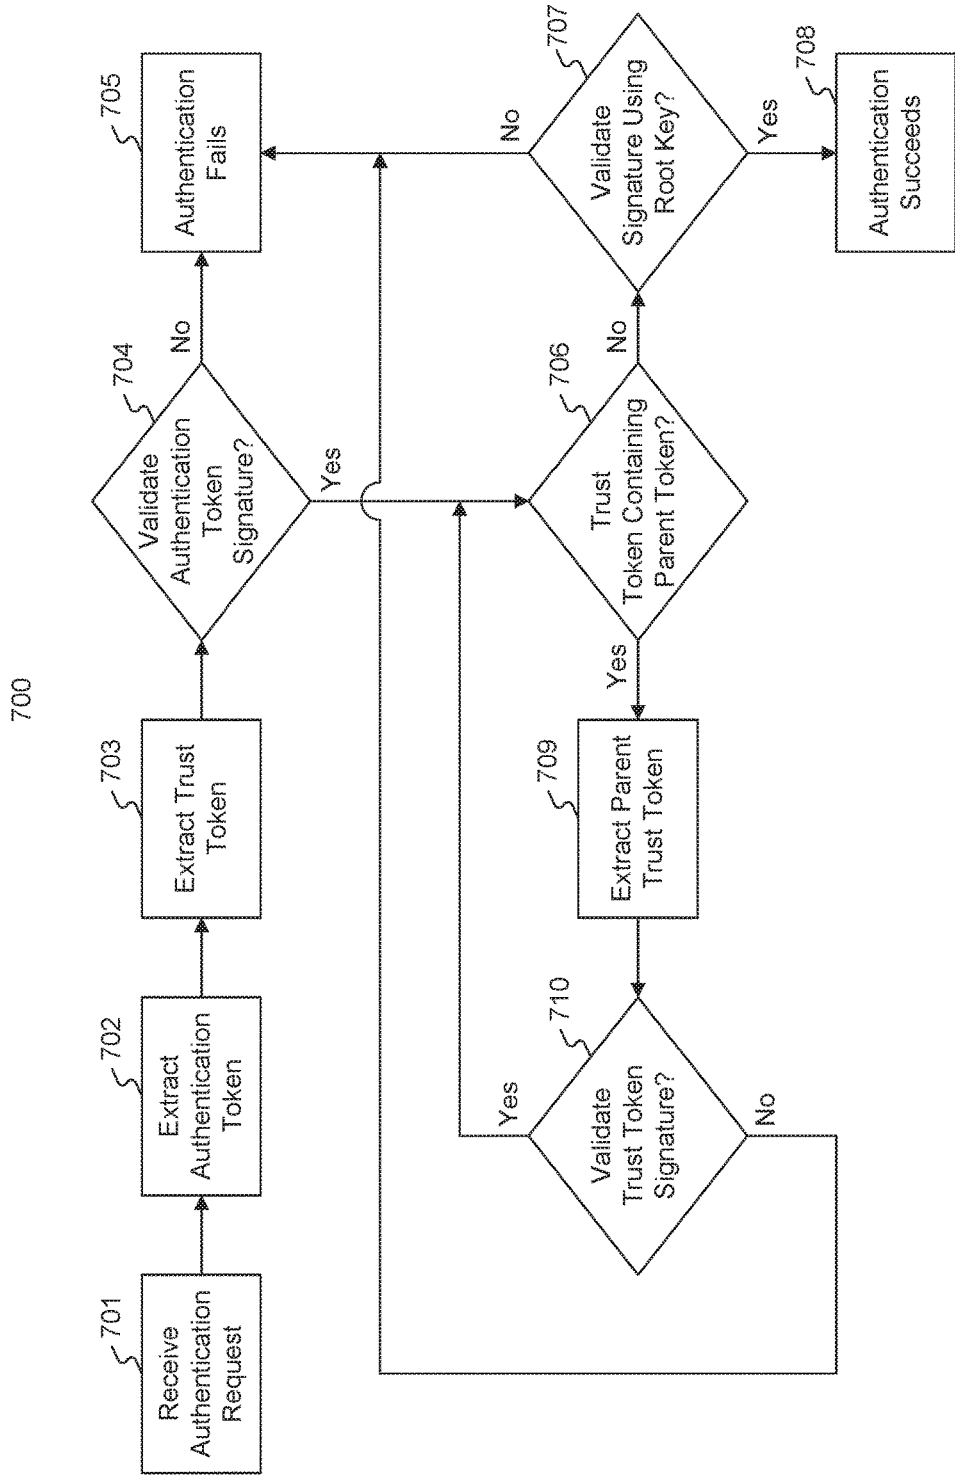 700
701
Receive
Authentication
Request
702
Extract
Authentication
Token
703
Extract Trust
Token
704
Validate
Authentication
Token
Signature?
No
Yes
705
Authentication
Fails
706
Trust
Token Containing
Parent Token?
No
Yes
707
Validate
Signature Using
Root Key?
No
Yes
708
Authentication
Succeeds
709
Extract Parent
Trust Token
710
Validate
Trust Token
Signature?
Yes
No